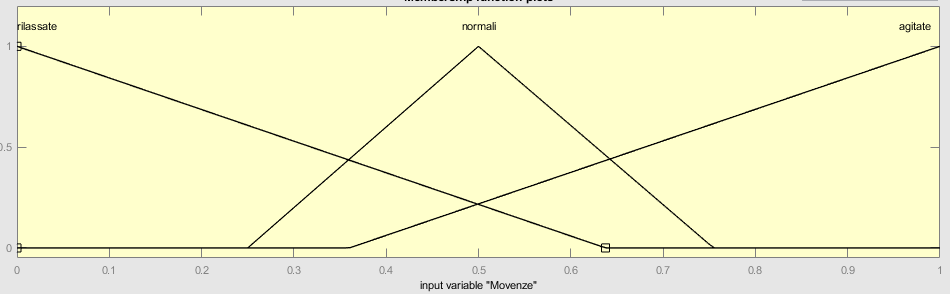 Membership function plots
rilassate normali agitate
1
0.5
0
0 0.1 0.2 0.3 0.4 0.5 0.6 0.7 0.8 0.9 1
input variable "Movenze"